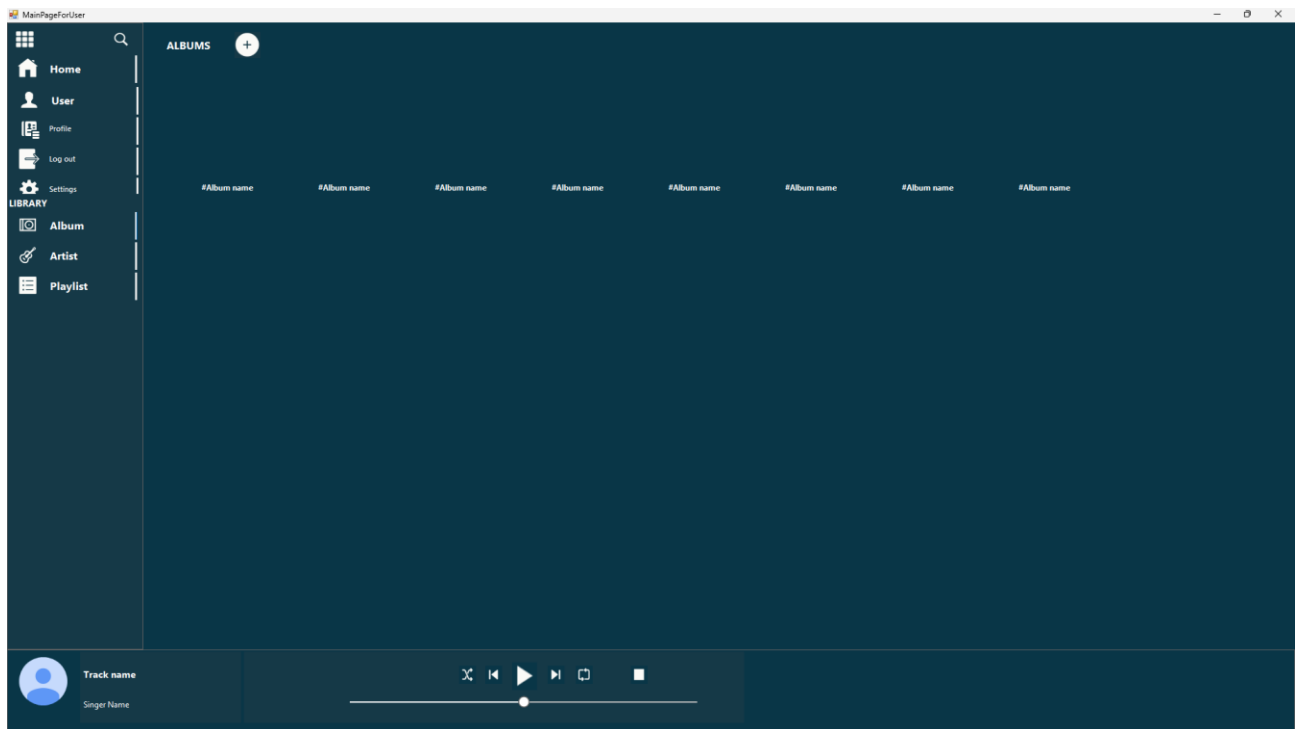 MainPageForUser
ALBUMS
Home
User
Profile
Log out
Settings
#Album name #Album name #Album name #Album name #Album name #Album name #Album name #Album name
LIBRARY
Album
Artist
Playlist
Track name
Singer Name